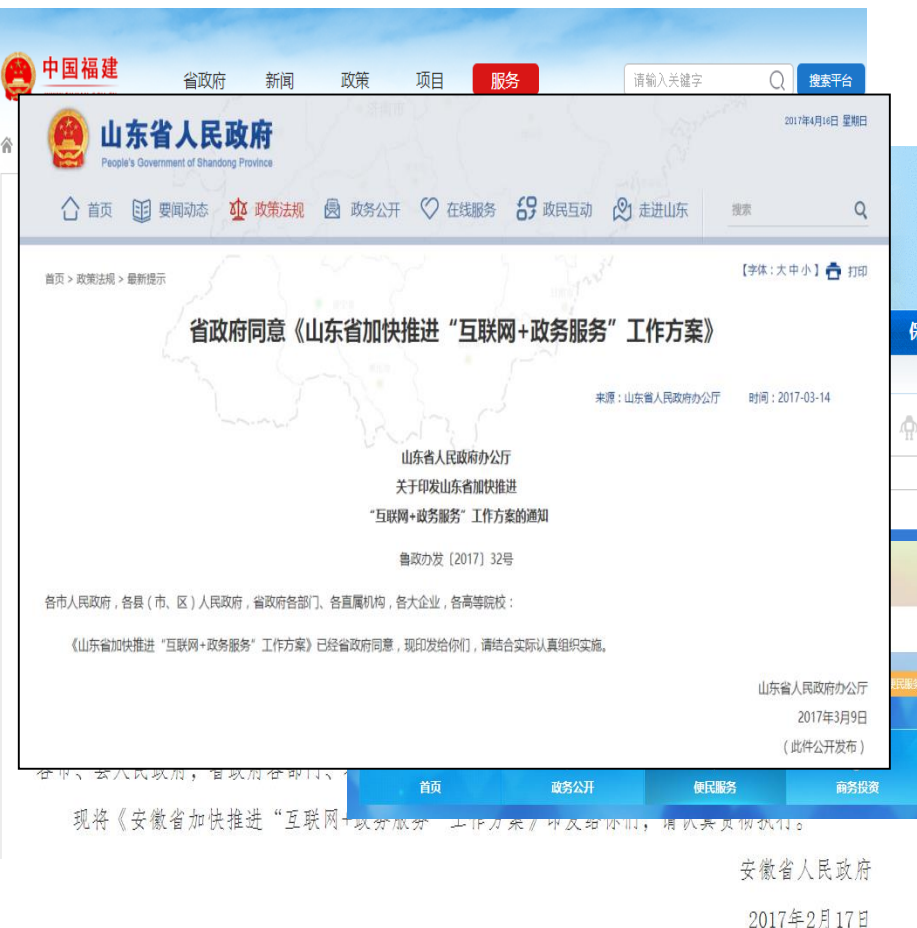 中国福建
省政府 新闻 政策 项目 服务 请输入关键字 搜索平台
山东省人民政府
People's Government of Shandong Province
2017年4月16日 星期日
首页 要闻动态 政策法规 政务公开 在线服务 政民互动 走进山东 搜索
首页 > 政策法规 > 最新提示
【字体：大 中 小】 打印
省政府同意《山东省加快推进“互联网+政务服务”工作方案》
来源：山东省人民政府办公厅 时间：2017-03-14
山东省人民政府办公厅
关于印发山东省加快推进
“互联网+政务服务”工作方案的通知
鲁政办发〔2017〕32号
各市人民政府，各县（市、区）人民政府，省政府各部门、各直属机构，各大企业，各高等院校：
《山东省加快推进“互联网+政务服务”工作方案》已经省政府同意，现印发给你们，请结合实际认真组织实施。
山东省人民政府办公厅
2017年3月9日
（此件公开发布）
便民服务
各市、县人民政府，省政府各部门、
首页 政务公开 便民服务 商务投资
现将《安徽省加快推进“互联网+政务服务”工作方案》印发给你们，请认真贯彻执行。
安徽省人民政府
2017年2月17日